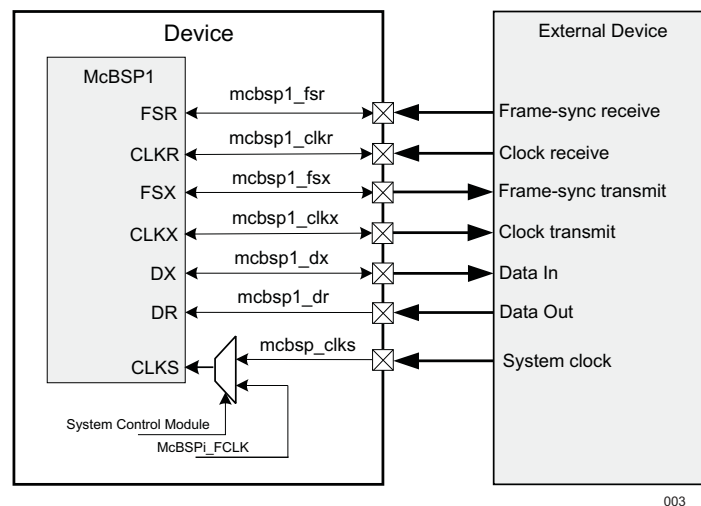 Device
External Device
McBSP1
FSR
mcbsp1_fsr
Frame-sync receive
CLKR
mcbsp1_clkr
Clock receive
FSX
mcbsp1_fsx
Frame-sync transmit
CLKX
mcbsp1_clkx
Clock transmit
DX
mcbsp1_dx
Data In
DR
mcbsp1_dr
Data Out
CLKS
mcbsp_clks
System clock
System Control Module
McBSPi_FCLK
003